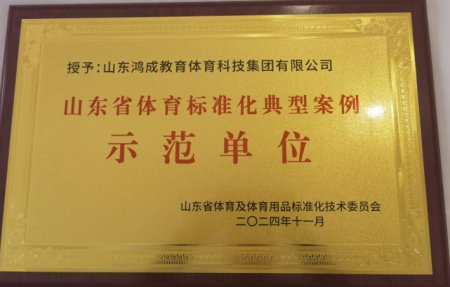 授予:山东鸿成教育体育科技集团有限公司
山东省体育标准化典型案例
示范单位
山东省体育及体育用品标准化技术委员会
二〇二四年十一月